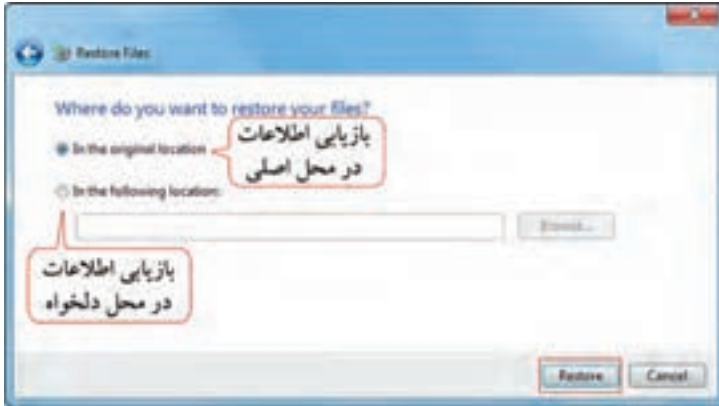 Restore Files
Where do you want to restore your files?
In the original location
بازیابی اطلاعات
در محل اصلی
In the following location:
Browse...
بازیابی اطلاعات
در محل دلخواه
Restore
Cancel